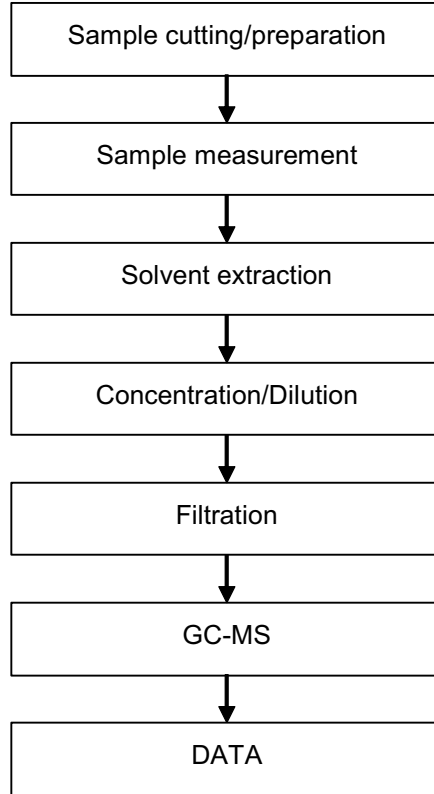 Sample cutting/preparation
Sample measurement
Solvent extraction
Concentration/Dilution
Filtration
GC-MS
DATA